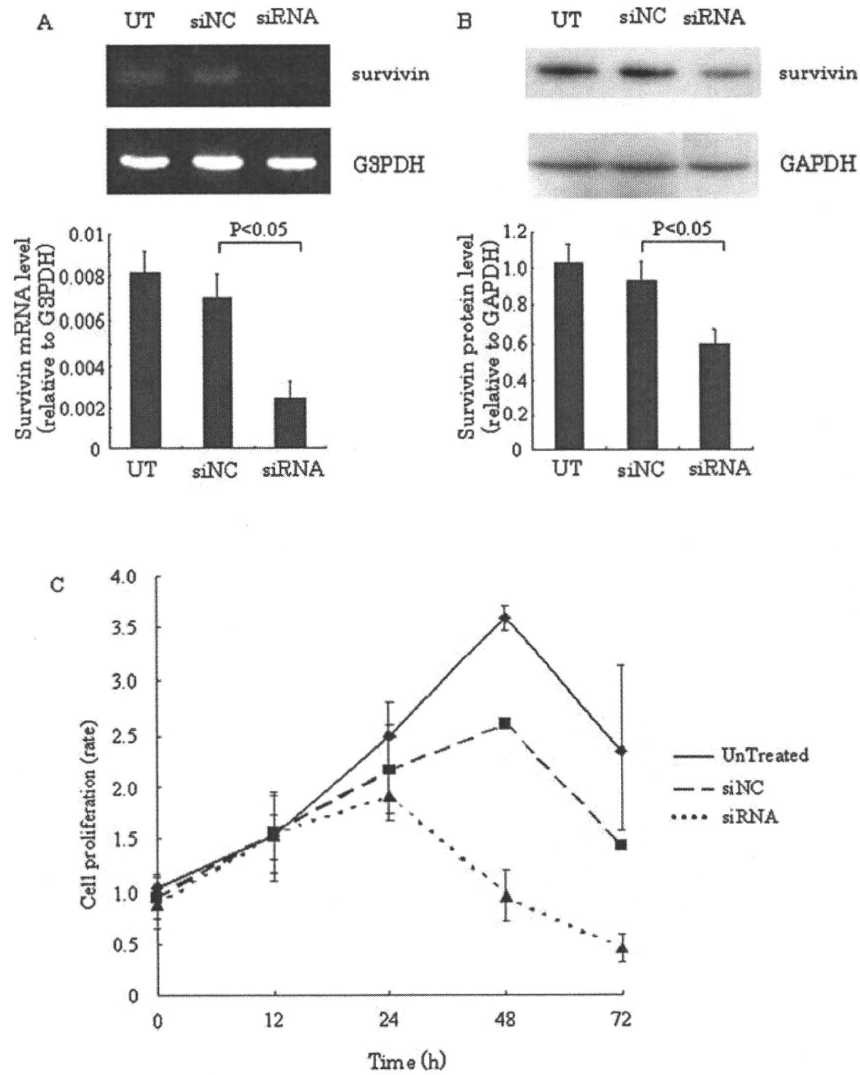 A
UT siNC siRNA
survivin
G3PDH
P<0.05
Survivin mRNA level
(relative to G3PDH)
0.01
0.008
0.006
0.004
0.002
0
UT siNC siRNA
B
UT siNC siRNA
survivin
GAPDH
P<0.05
Survivin protein level
(relative to GAPDH)
1.2
1.0
0.8
0.6
0.4
0.2
0
UT siNC siRNA
C
Cell proliferation (rate)
4.0
3.5
3.0
2.5
2.0
1.5
1.0
0.5
0
0 12 24 48 72
Time (h)
UnTreated
siNC
siRNA